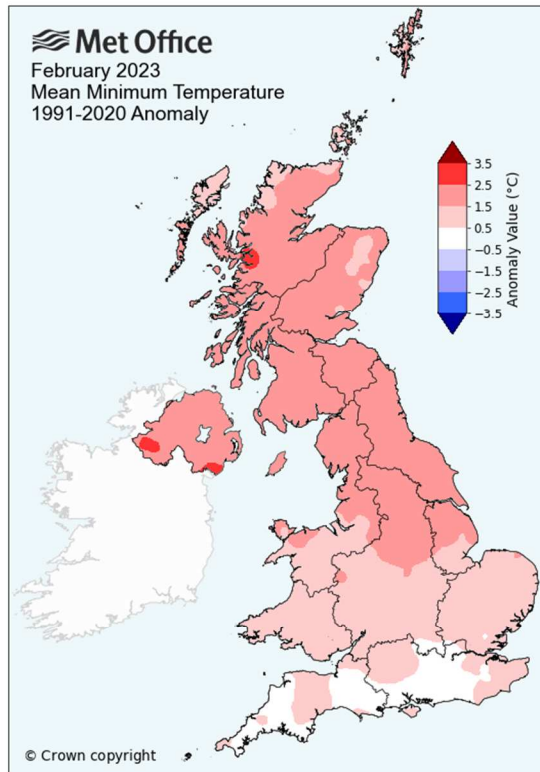 Met Office
February 2023
Mean Minimum Temperature
1991-2020 Anomaly
3.5
2.5
1.5
0.5
−0.5
−1.5
−2.5
−3.5
Anomaly Value (°C)
© Crown copyright